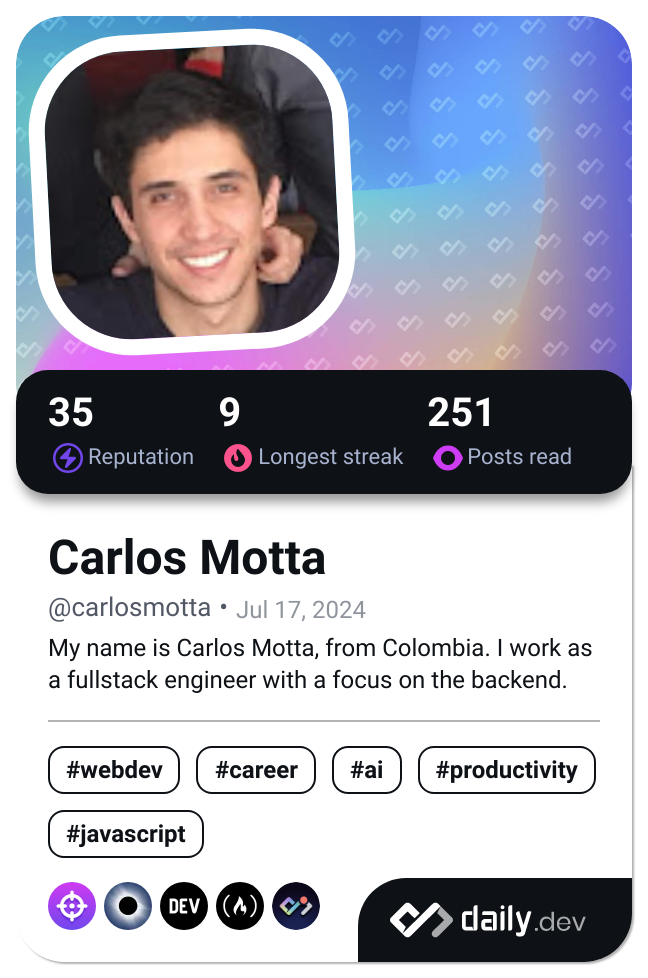 35 9 251
Reputation Longest streak Posts read
Carlos Motta
@carlosmotta • Jul 17, 2024
My name is Carlos Motta, from Colombia. I work as
a fullstack engineer with a focus on the backend.
#webdev #career #ai #productivity
#javascript
DEV
daily.dev